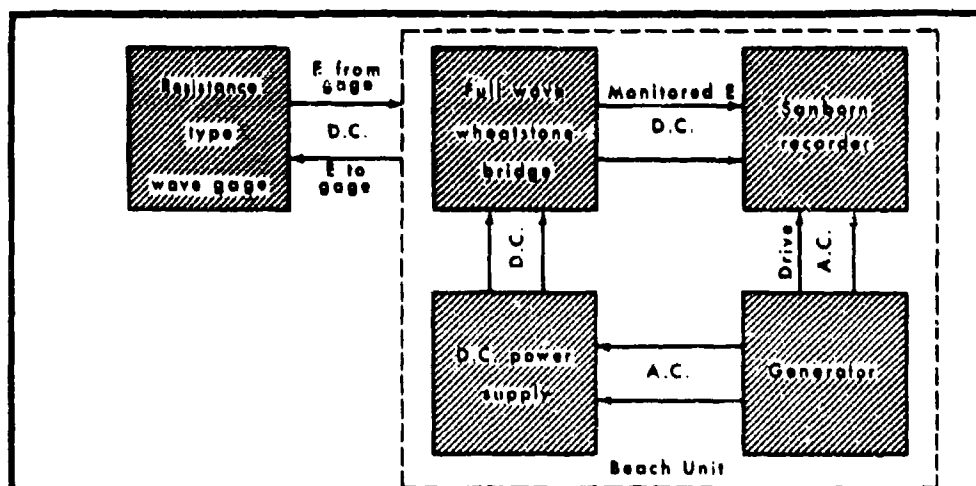 Resistance
type
wave gage
E from
gage
D.C.
E to
gage
Full wave
wheatstone
bridge
Monitored E
D.C.
Sanborn
recorder
D.C.
Drive
A.C.
D.C. power
supply
A.C.
Generator
Beach Unit